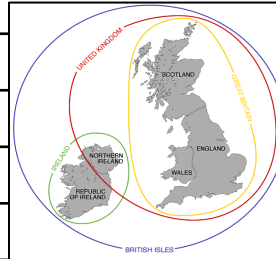 UNITED KINGDOM
SCOTLAND
GREAT BRITAIN
ENGLAND
WALES
IRELAND
NORTHERN
IRELAND
REPUBLIC
OF IRELAND
BRITISH ISLES